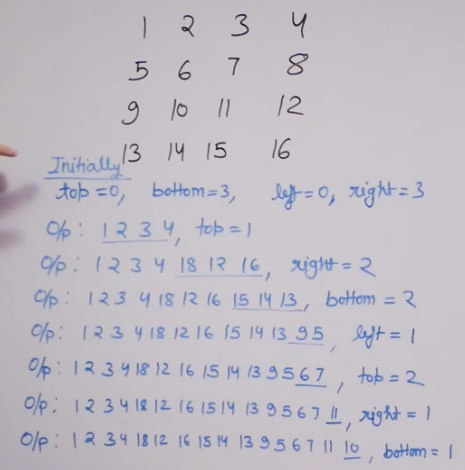 1 2 3 4
5 6 7 8
9 10 11 12
13 14 15 16
Initially
top=0, bottom=3, left=0, right=3
O/p: 1 2 3 4, top=1
O/p: 1 2 3 4 18 12 16, right=2
O/p: 1 2 3 4 18 12 16 15 14 13, bottom=2
O/p: 1 2 3 4 18 12 16 15 14 13 9 5, left=1
O/p: 1 2 3 4 18 12 16 15 14 13 9 5 6 7, top=2
O/p: 1 2 3 4 18 12 16 15 14 13 9 5 6 7 11, right=1
O/p: 1 2 3 4 18 12 16 15 14 13 9 5 6 7 11 10, bottom=1